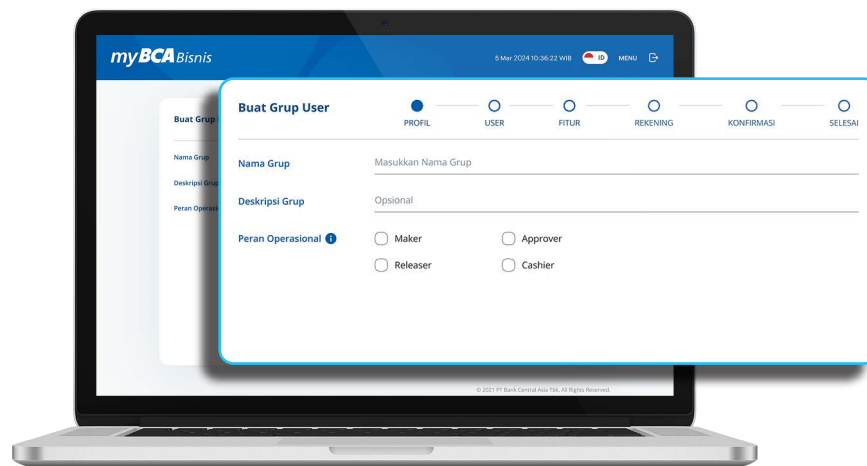 myBCA Bisnis
5 Mar 2024 10:36:22 WIB
ID
MENU
Buat Grup
Nama Grup
Deskripsi Grup
Peran
Buat Grup User
PROFIL
USER
FITUR
REKENING
KONFIRMASI
SELESAI
Nama Grup
Masukkan Nama Grup
Deskripsi Grup
Opsional
Peran Operasional
Maker
Approver
Releaser
Cashier
© 2021 PT Bank Central Asia Tbk, All Rights Reserved.